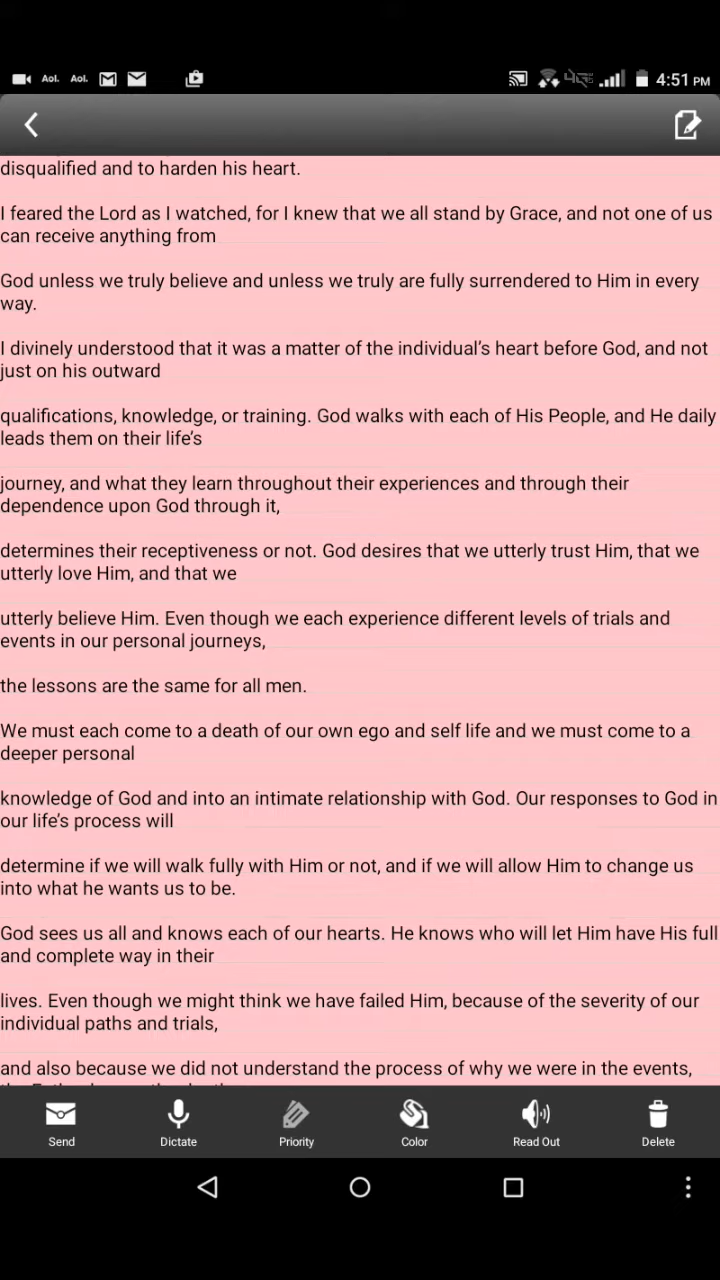 Aol. Aol. 4:51 PM
disqualified and to harden his heart.
I feared the Lord as I watched, for I knew that we all stand by Grace, and not one of us
can receive anything from
God unless we truly believe and unless we truly are fully surrendered to Him in every
way.
I divinely understood that it was a matter of the individual’s heart before God, and not
just on his outward
qualifications, knowledge, or training. God walks with each of His People, and He daily
leads them on their life’s
journey, and what they learn throughout their experiences and through their
dependence upon God through it,
determines their receptiveness or not. God desires that we utterly trust Him, that we
utterly love Him, and that we
utterly believe Him. Even though we each experience different levels of trials and
events in our personal journeys,
the lessons are the same for all men.
We must each come to a death of our own ego and self life and we must come to a
deeper personal
knowledge of God and into an intimate relationship with God. Our responses to God in
our life’s process will
determine if we will walk fully with Him or not, and if we will allow Him to change us
into what he wants us to be.
God sees us all and knows each of our hearts. He knows who will let Him have His full
and complete way in their
lives. Even though we might think we have failed Him, because of the severity of our
individual paths and trials,
and also because we did not understand the process of why we were in the events,
Send Dictate Priority Color Read Out Delete